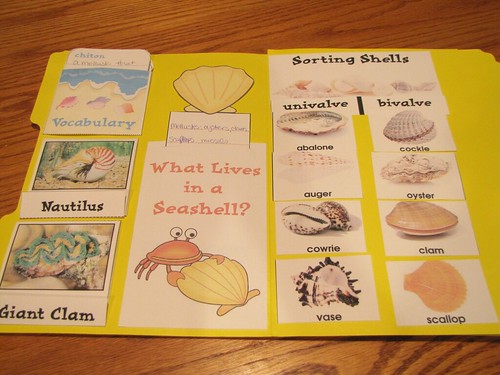 chiton
Vocabulary
Nautilus
Giant Clam
What Lives
in a
Seashell?
Sorting Shells
univalve
bivalve
abalone
cockie
auger
oyster
cowrie
clam
vase
scallop